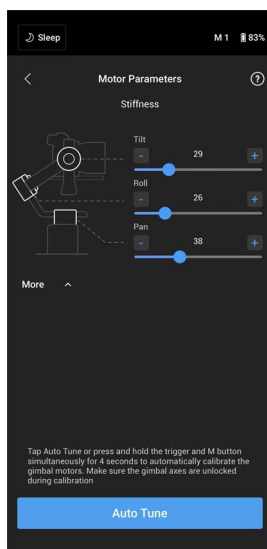 Sleep M 1 83%
Motor Parameters ?
Stiffness
Tilt
- 29 +
Roll
- 26 +
Pan
- 38 +
More
Tap Auto Tune or press and hold the trigger and M button
simultaneously for 4 seconds to automatically calibrate the
gimbal motors. Make sure the gimbal axes are unlocked
during calibration
Auto Tune